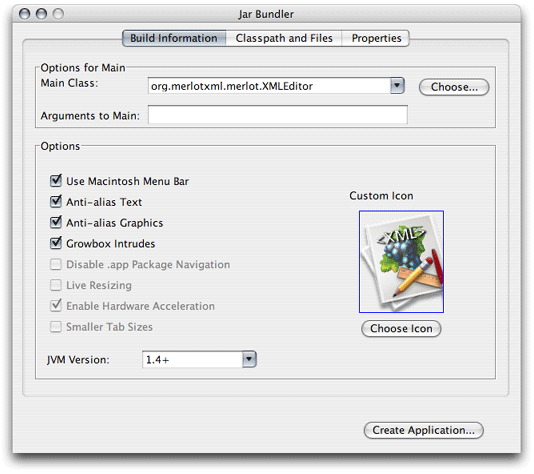 Jar Bundler
Build Information Classpath and Files Properties
Options for Main
Main Class: org.merlotxml.merlot.XMLEditor Choose...
Arguments to Main:
Options
Use Macintosh Menu Bar
Anti-alias Text
Anti-alias Graphics
Growbox Intrudes
Disable .app Package Navigation
Live Resizing
Enable Hardware Acceleration
Smaller Tab Sizes
Custom Icon
<XML>
Choose Icon
JVM Version: 1.4+
Create Application...